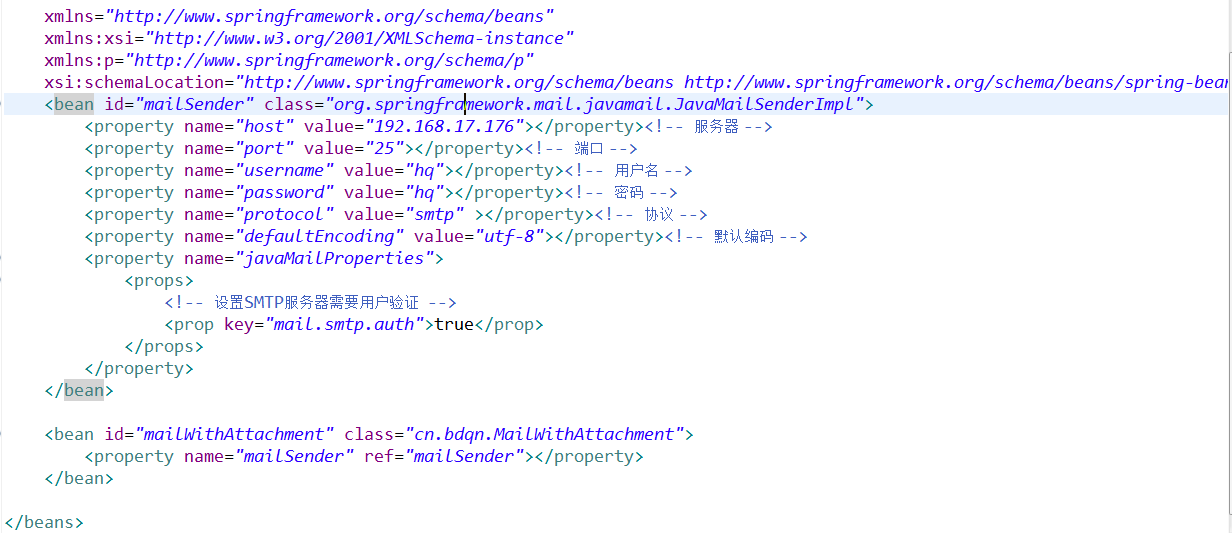 xmlns="http://www.springframework.org/schema/beans"
xmlns:xsi="http://www.w3.org/2001/XMLSchema-instance"
xmlns:p="http://www.springframework.org/schema/p"
xsi:schemaLocation="http://www.springframework.org/schema/beans http://www.springframework.org/schema/beans/spring-bean
<bean id="mailSender" class="org.springframework.mail.javamail.JavaMailSenderImpl">
<property name="host" value="192.168.17.176"></property><!-- 服务器 -->
<property name="port" value="25"></property><!-- 端口 -->
<property name="username" value="hq"></property><!-- 用户名 -->
<property name="password" value="hq"></property><!-- 密码 -->
<property name="protocol" value="smtp" ></property><!-- 协议 -->
<property name="defaultEncoding" value="utf-8"></property><!-- 默认编码 -->
<property name="javaMailProperties">
<props>
<!-- 设置SMTP服务器需要用户验证 -->
<prop key="mail.smtp.auth">true</prop>
</props>
</property>
</bean>
<bean id="mailWithAttachment" class="cn.bdqn.MailWithAttachment">
<property name="mailSender" ref="mailSender"></property>
</bean>
</beans>